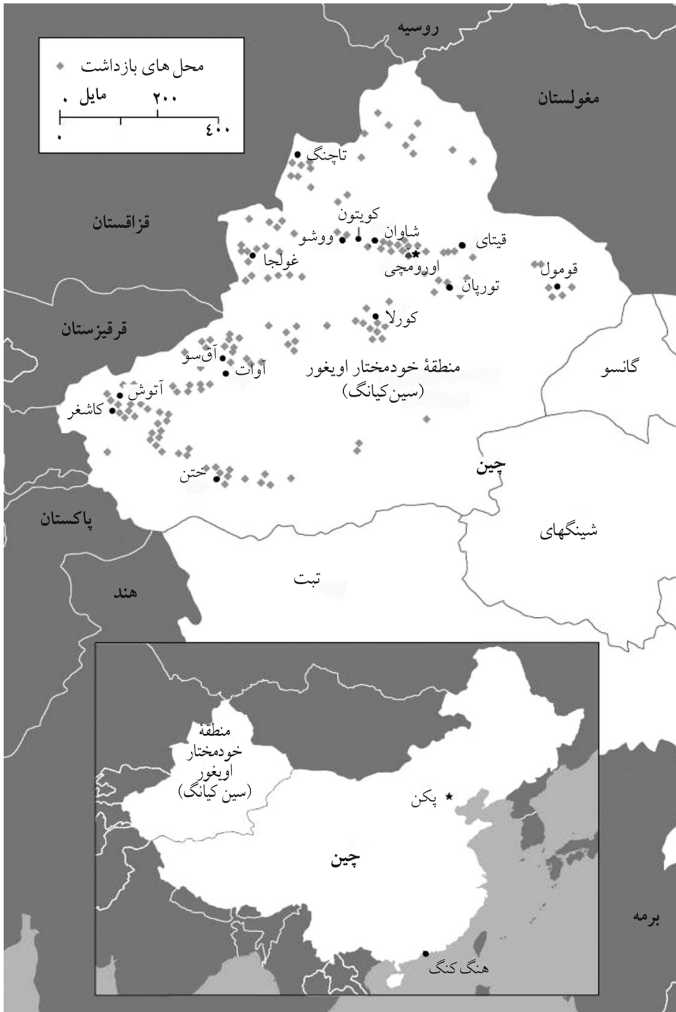 روسیه
محل های بازداشت
۰ مایل ۲۰۰
۰ ۴۰۰
مغولستان
تاچنگ
قزاقستان
کویتون
ووشو
شاوان
قیتای
غولجا
اورومچی
تورپان
قومول
کورلا
قرقیزستان
آق‌سو
آوات
منطقهٔ خودمختار اویغور
(سین‌کیانگ)
گانسو
آتوش
کاشغر
چین
ختن
پاکستان
شینگهای
تبت
هند
منطقهٔ
خودمختار
اویغور
(سین کیانگ)
پکن
چین
برمه
هنگ کنگ